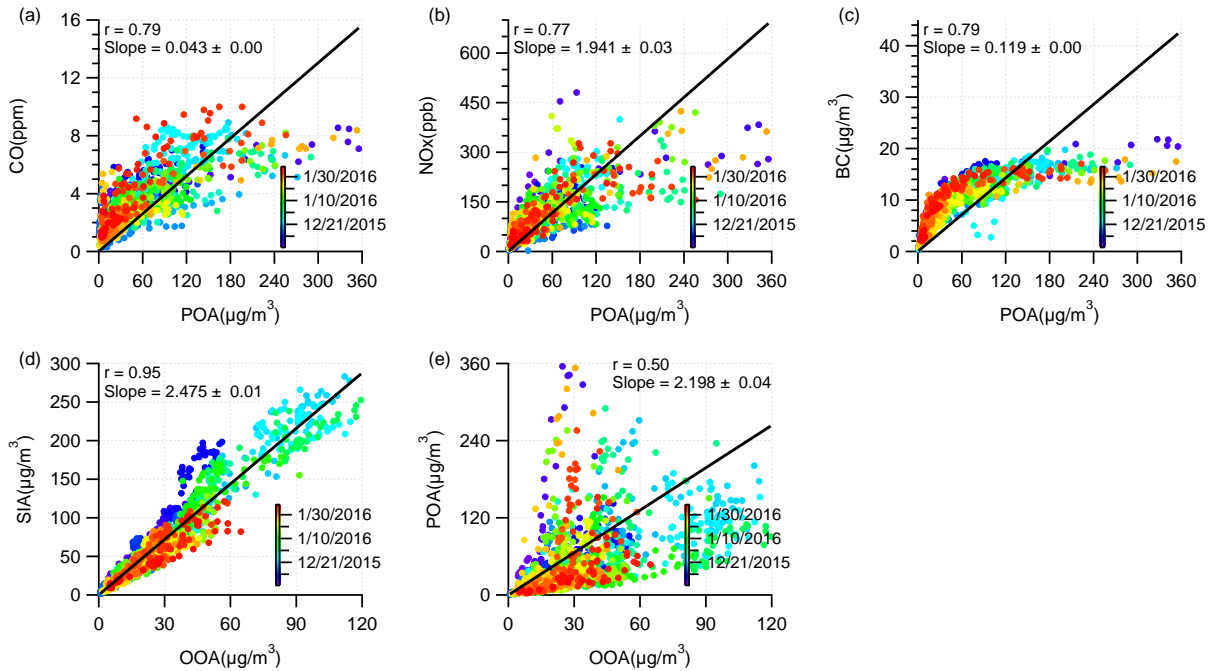 (a)
16
12
8
4
0
CO(ppm)
r = 0.79
Slope = 0.043 ± 0.00
1/30/2016
1/10/2016
12/21/2015
0 60 120 180 240 300 360
POA(µg/m³)
(b)
600
450
300
150
0
NOx(ppb)
r = 0.77
Slope = 1.941 ± 0.03
1/30/2016
1/10/2016
12/21/2015
0 60 120 180 240 300 360
POA(µg/m³)
(c)
40
30
20
10
0
BC(µg/m³)
r = 0.79
Slope = 0.119 ± 0.00
1/30/2016
1/10/2016
12/21/2015
0 60 120 180 240 300 360
POA(µg/m³)
(d)
300
250
200
150
100
50
0
SIA(µg/m³)
r = 0.95
Slope = 2.475 ± 0.01
1/30/2016
1/10/2016
12/21/2015
0 30 60 90 120
OOA(µg/m³)
(e)
360
240
120
0
POA(µg/m³)
r = 0.50
Slope = 2.198 ± 0.04
1/30/2016
1/10/2016
12/21/2015
0 30 60 90 120
OOA(µg/m³)